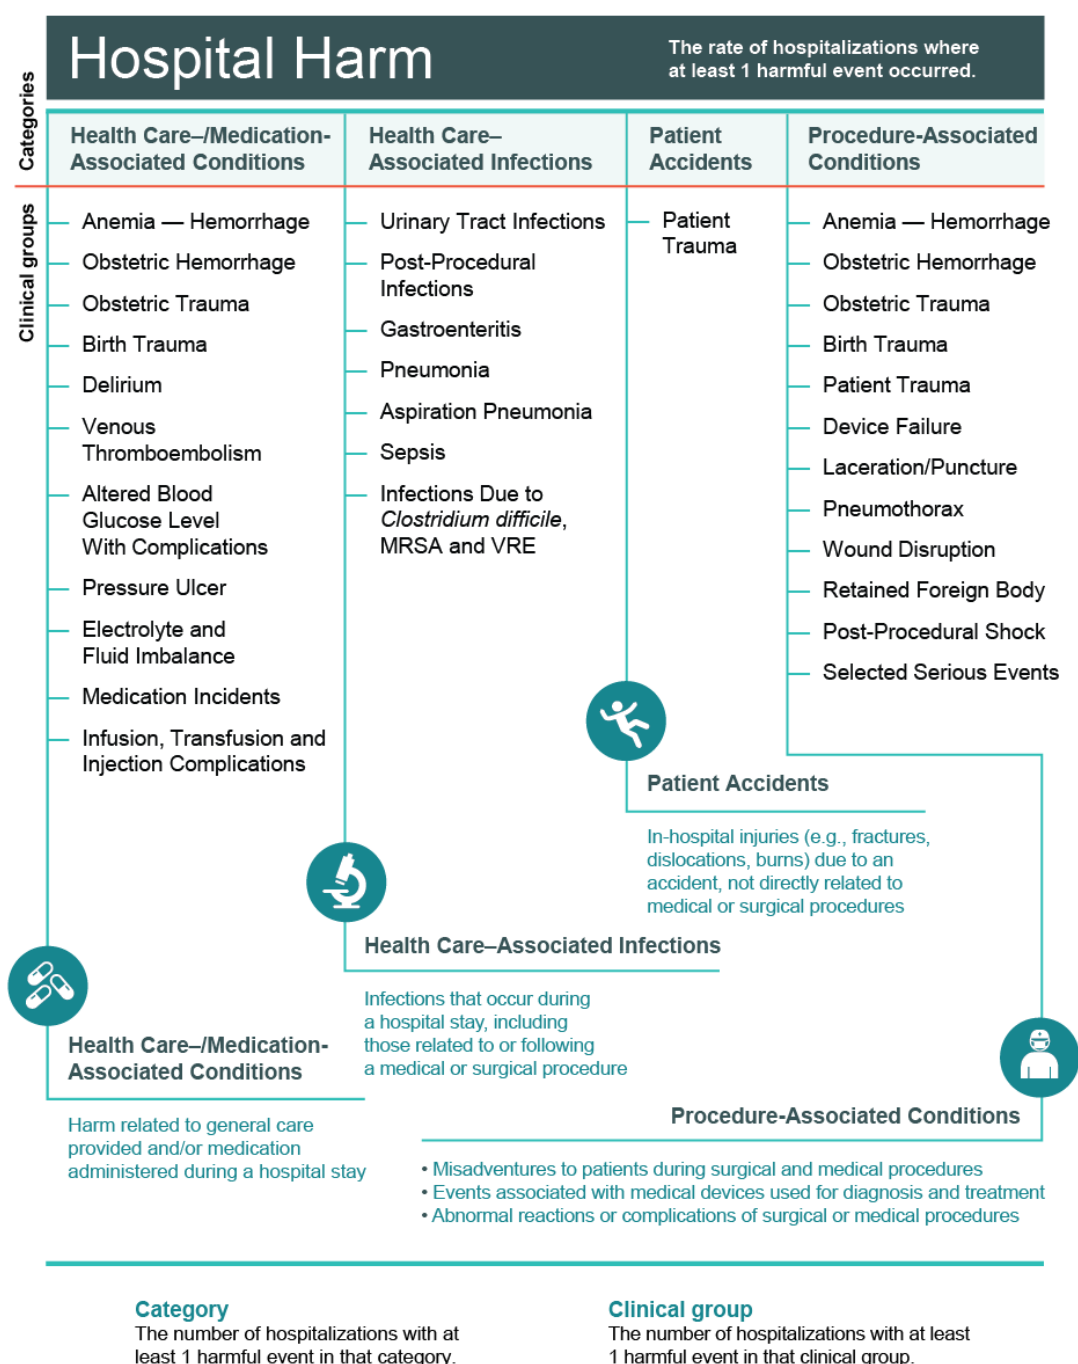 Hospital Harm
The rate of hospitalizations where
at least 1 harmful event occurred.
Categories
Health Care–/Medication-
Associated Conditions
Health Care–
Associated Infections
Patient
Accidents
Procedure-Associated
Conditions
Clinical groups
Anemia — Hemorrhage
Obstetric Hemorrhage
Obstetric Trauma
Birth Trauma
Delirium
Venous
Thromboembolism
Altered Blood
Glucose Level
With Complications
Pressure Ulcer
Electrolyte and
Fluid Imbalance
Medication Incidents
Infusion, Transfusion and
Injection Complications
Urinary Tract Infections
Post-Procedural
Infections
Gastroenteritis
Pneumonia
Aspiration Pneumonia
Sepsis
Infections Due to
Clostridium difficile,
MRSA and VRE
Patient
Trauma
Anemia — Hemorrhage
Obstetric Hemorrhage
Obstetric Trauma
Birth Trauma
Patient Trauma
Device Failure
Laceration/Puncture
Pneumothorax
Wound Disruption
Retained Foreign Body
Post-Procedural Shock
Selected Serious Events
Patient Accidents
In-hospital injuries (e.g., fractures,
dislocations, burns) due to an
accident, not directly related to
medical or surgical procedures
Health Care–Associated Infections
Infections that occur during
a hospital stay, including
those related to or following
a medical or surgical procedure
Health Care–/Medication-
Associated Conditions
Harm related to general care
provided and/or medication
administered during a hospital stay
Procedure-Associated Conditions
• Misadventures to patients during surgical and medical procedures
• Events associated with medical devices used for diagnosis and treatment
• Abnormal reactions or complications of surgical or medical procedures
Category
The number of hospitalizations with at
least 1 harmful event in that category.
Clinical group
The number of hospitalizations with at least
1 harmful event in that clinical group.